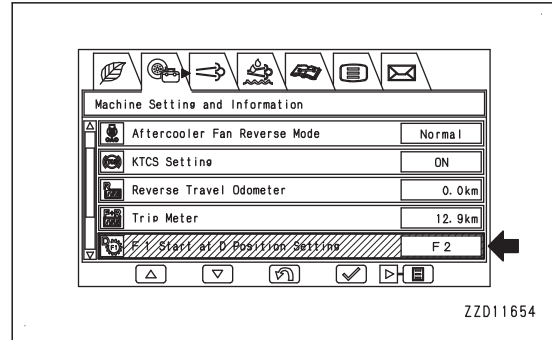 Machine Setting and Information
Aftercooler Fan Reverse Mode Normal
KTCS Setting ON
Reverse Travel Odometer 0.0km
Trip Meter 12.9km
F1 Start at D Position Setting F2
ZZD11654